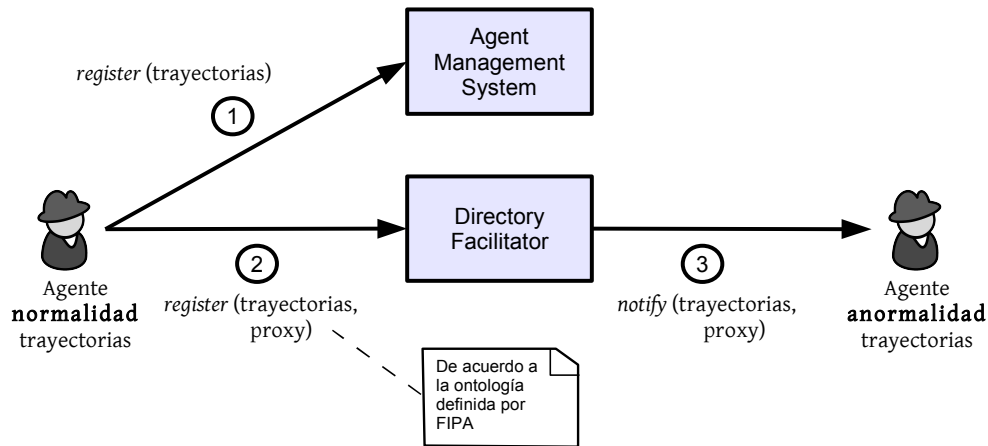 Agent
Management
System
register (trayectorias)
1
Directory
Facilitator
2
register (trayectorias,
proxy)
3
notify (trayectorias,
proxy)
Agente
normalidad
trayectorias
Agente
anormalidad
trayectorias
De acuerdo a
la ontología
definida por
FIPA